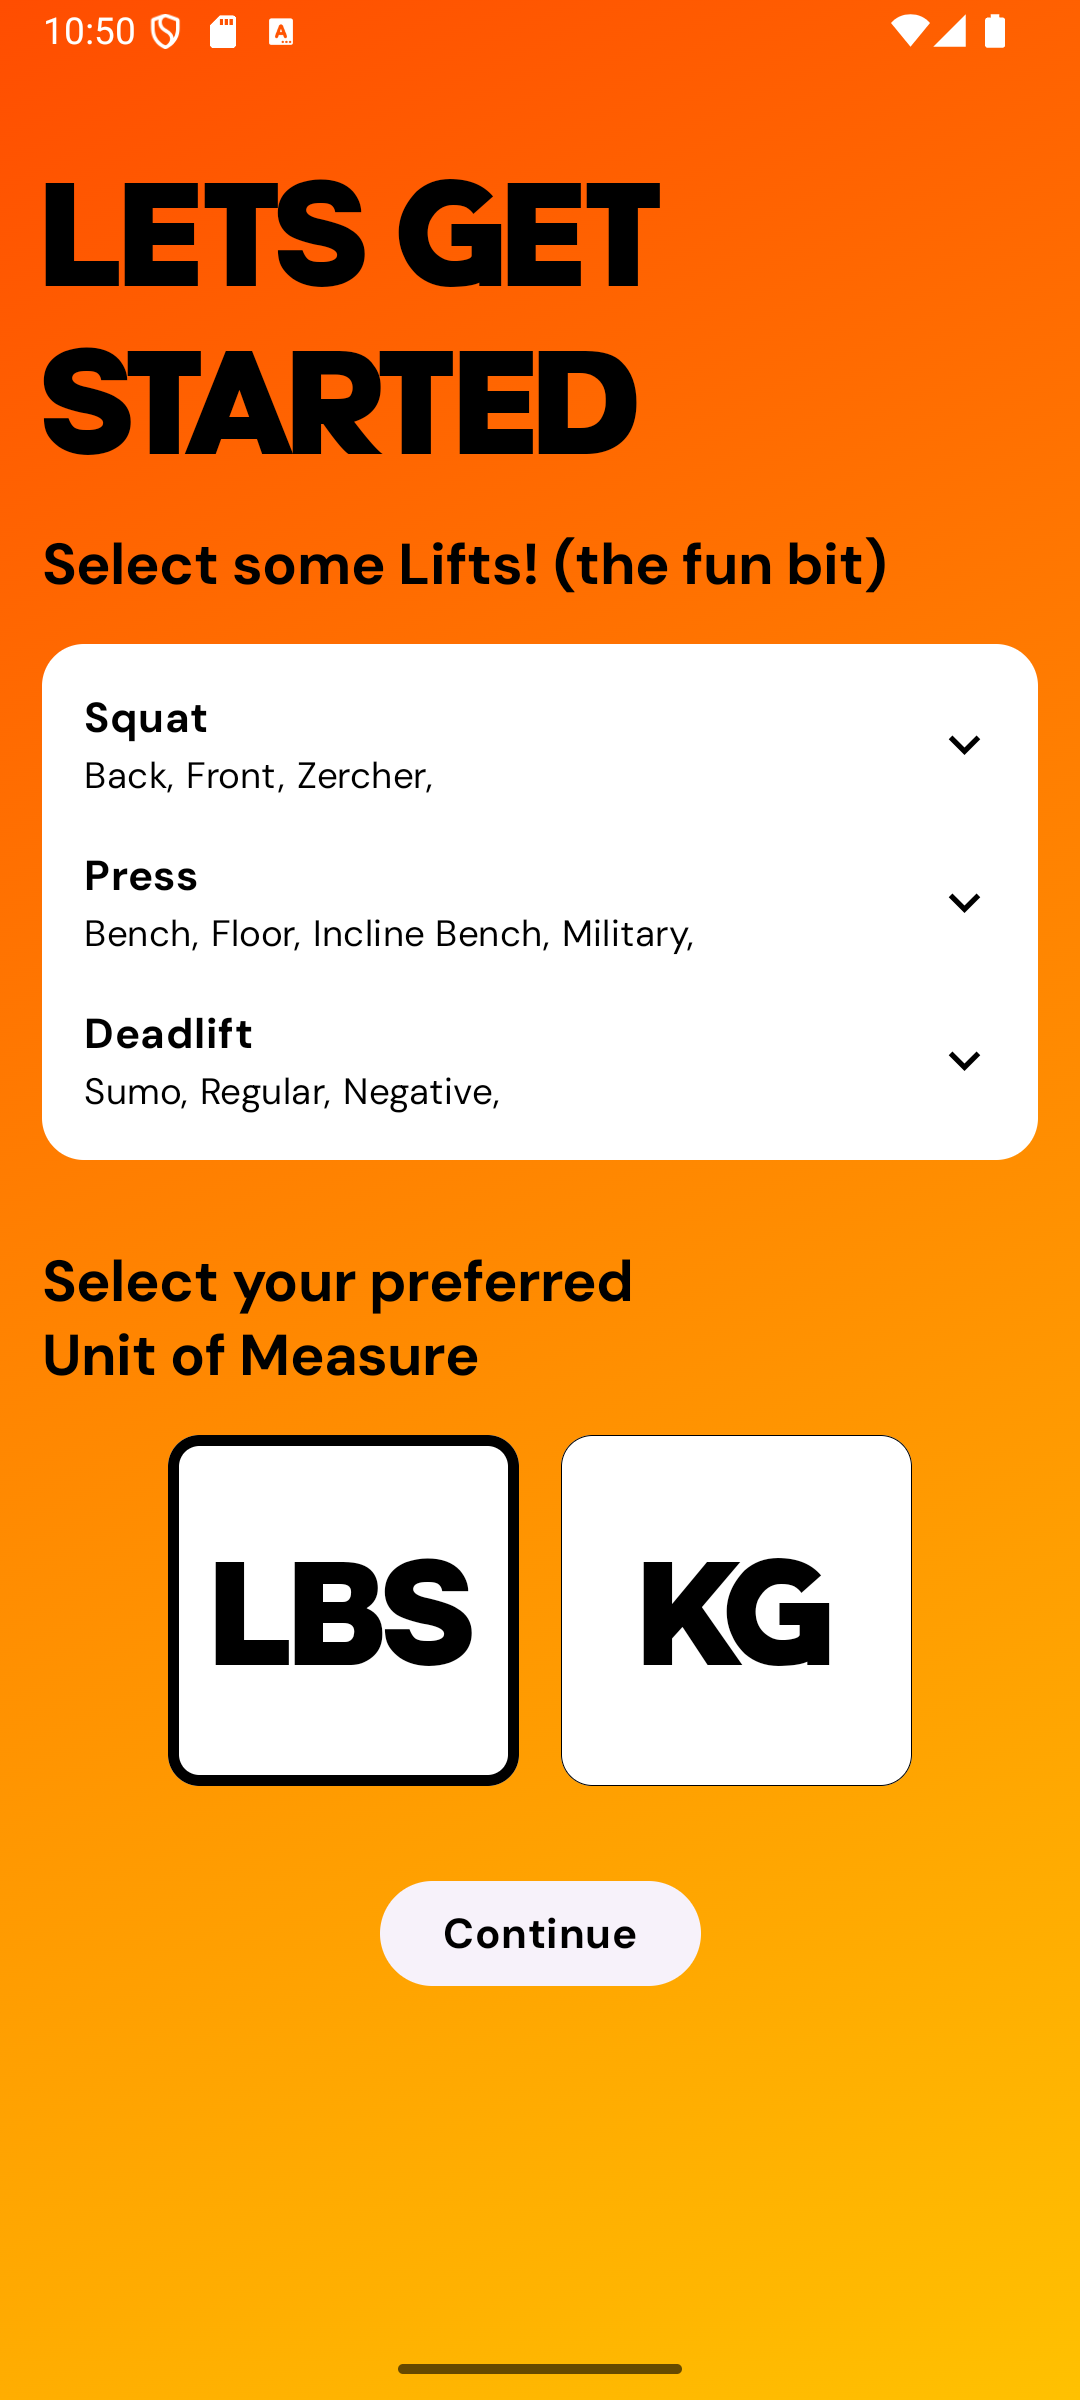 10:50
LETS GET
STARTED
Select some Lifts! (the fun bit)
Squat
Back, Front, Zercher,
Press
Bench, Floor, Incline Bench, Military,
Deadlift
Sumo, Regular, Negative,
Select your preferred
Unit of Measure
LBS
KG
Continue